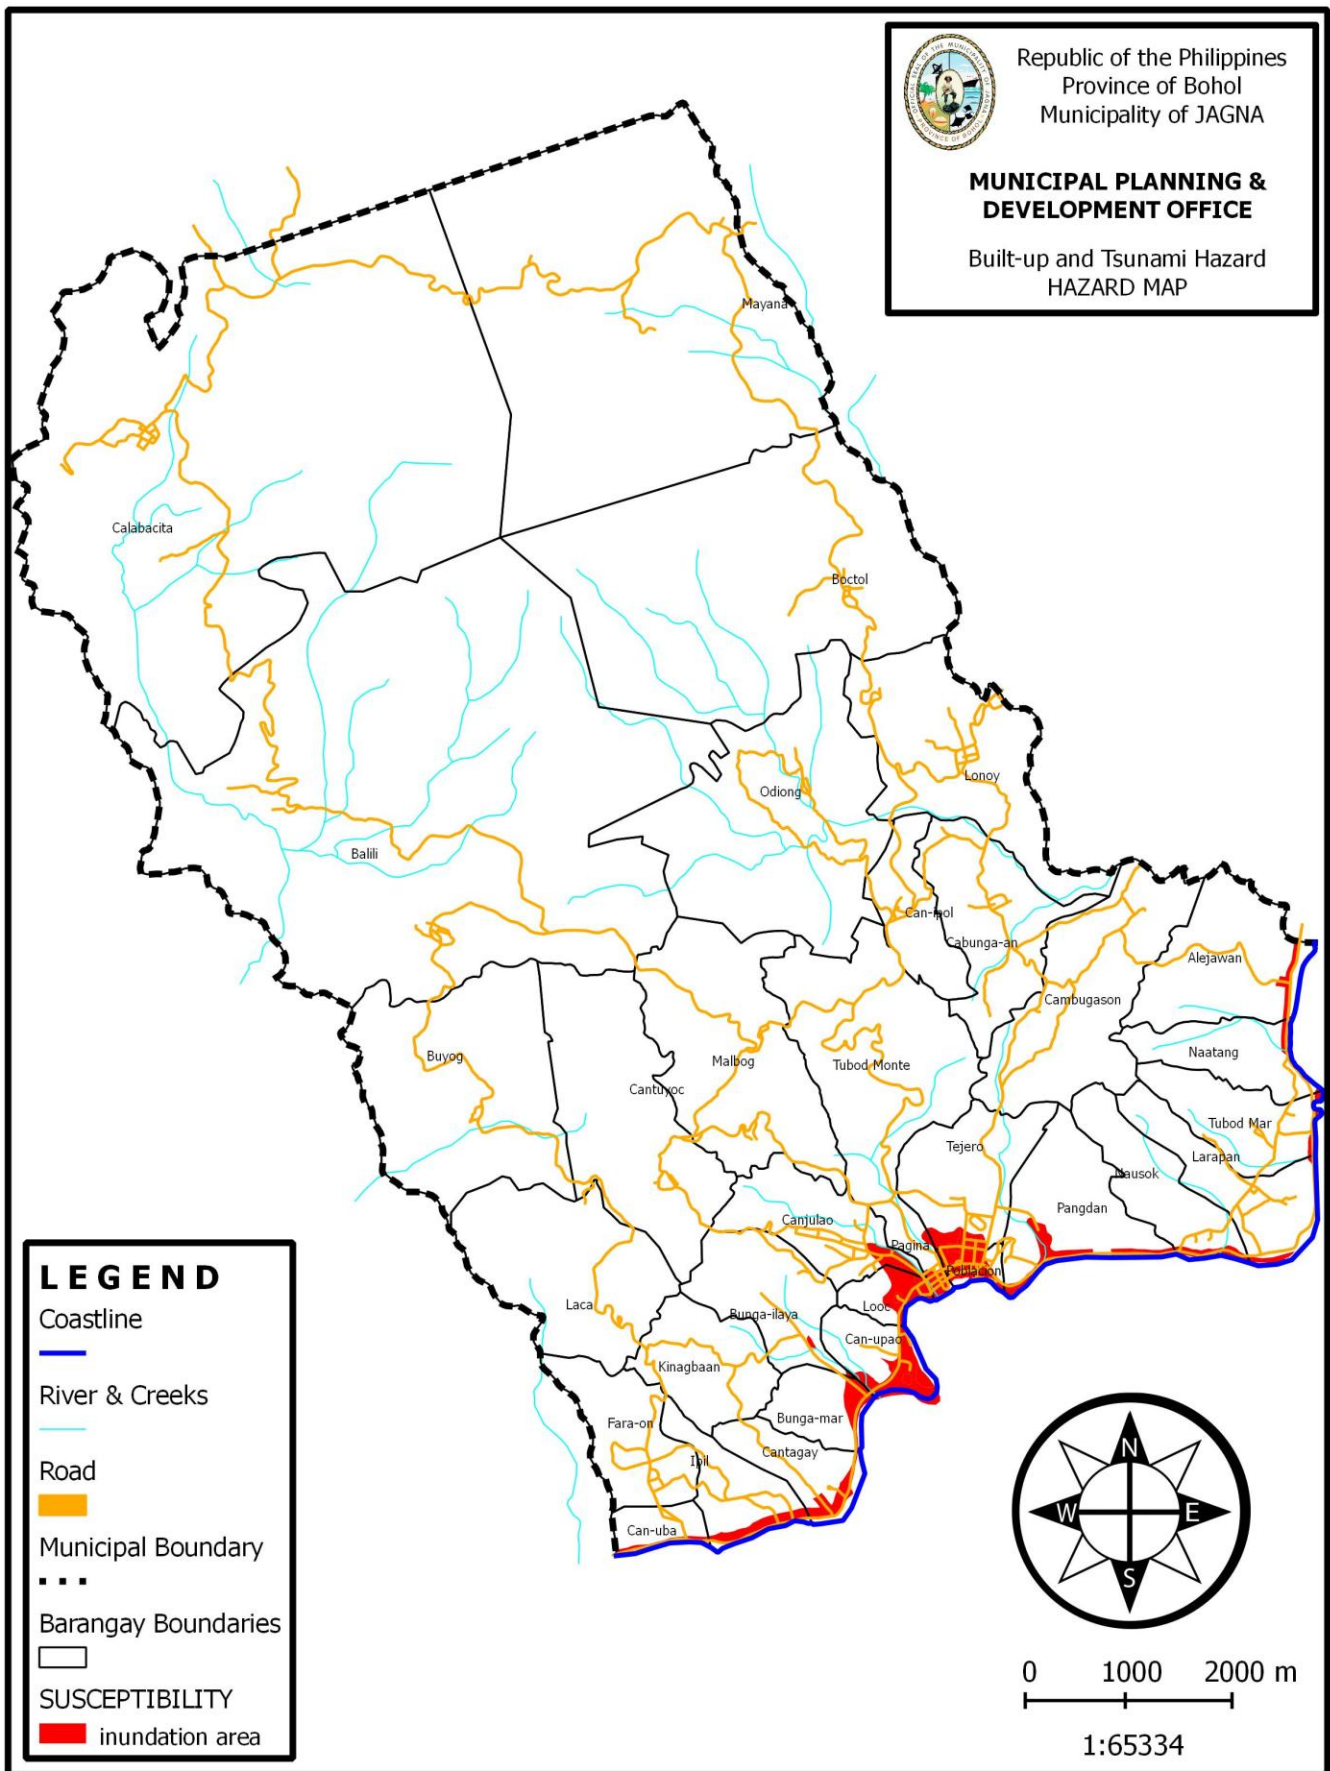 Republic of the Philippines
Province of Bohol
Municipality of JAGNA
MUNICIPAL PLANNING &
DEVELOPMENT OFFICE
Built-up and Tsunami Hazard
HAZARD MAP
Mayana
Calabacita
Boctol
Lonoy
Odiong
Balili
Can-ipol
Cabunga-an
Alejawan
Cambugason
Naatang
Buyog
Malbog
Tubod Monte
Cantuyoc
Tubod Mar
Tejero
Larapan
Nausok
Pangdan
Canjulao
Pagina
Poblacion
Laca
Looc
Bunga-ilaya
Can-upao
Kinagbaan
Fara-on
Bunga-mar
Cantagay
Ipil
Can-uba
LEGEND
Coastline
River & Creeks
Road
Municipal Boundary
Barangay Boundaries
SUSCEPTIBILITY
inundation area
N
W E
S
0 1000 2000 m
1:65334